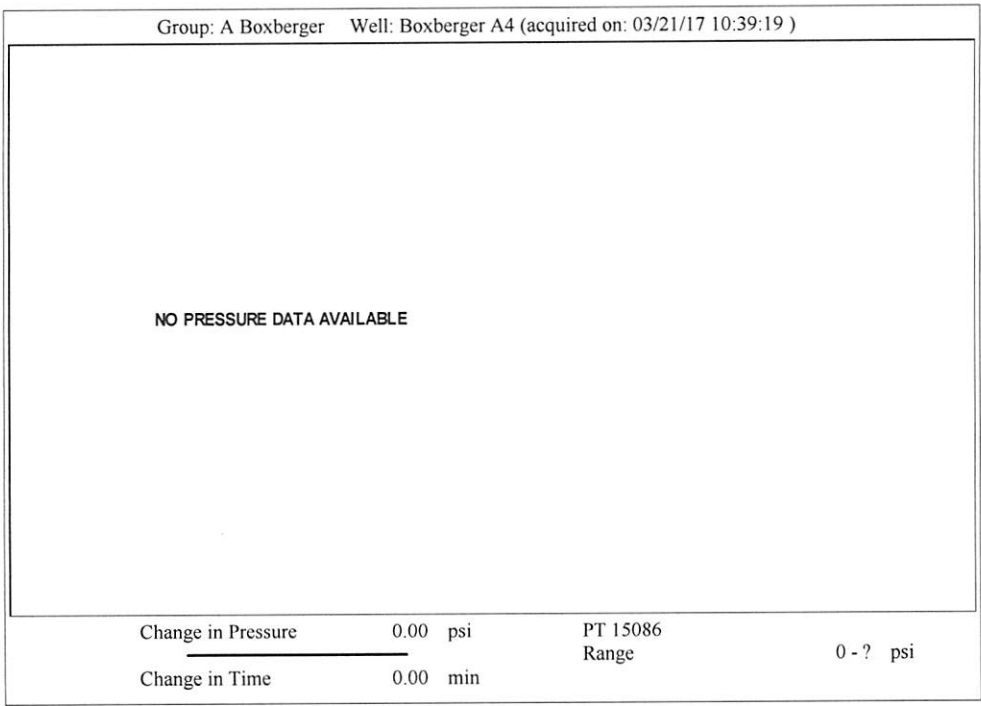 Group: A Boxberger Well: Boxberger A4 (acquired on: 03/21/17 10:39:19 )
NO PRESSURE DATA AVAILABLE
Change in Pressure 0.00 psi PT 15086
Range 0 - ? psi
Change in Time 0.00 min